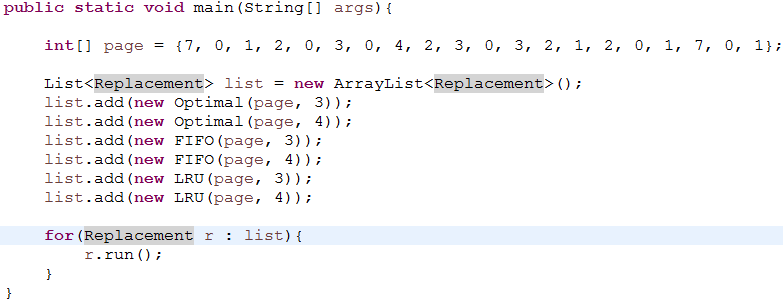 public static void main(String[] args){
int[] page = {7, 0, 1, 2, 0, 3, 0, 4, 2, 3, 0, 3, 2, 1, 2, 0, 1, 7, 0, 1};
List<Replacement> list = new ArrayList<Replacement>();
list.add(new Optimal(page, 3));
list.add(new Optimal(page, 4));
list.add(new FIFO(page, 3));
list.add(new FIFO(page, 4));
list.add(new LRU(page, 3));
list.add(new LRU(page, 4));
for(Replacement r : list){
r.run();
}
}